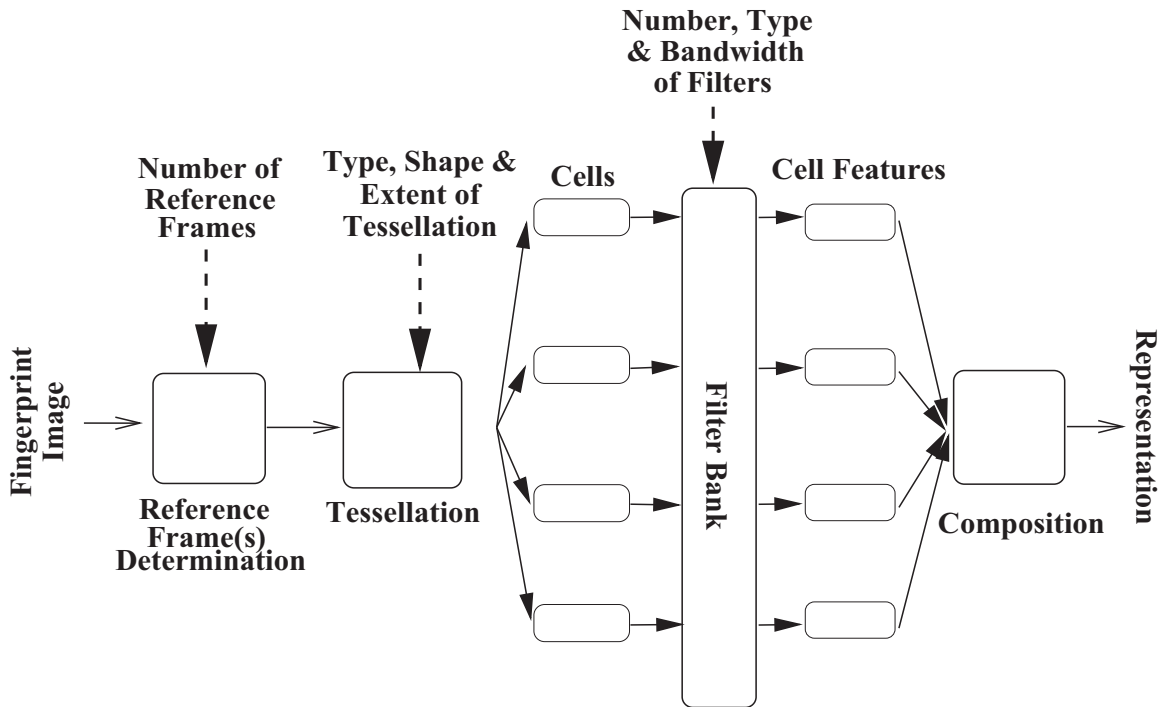 Number, Type
& Bandwidth
of Filters
Number of
Reference
Frames
Type, Shape &
Extent of
Tessellation
Cells
Cell Features
Fingerprint
Image
Reference
Frame(s)
Determination
Tessellation
Filter Bank
Composition
Representation